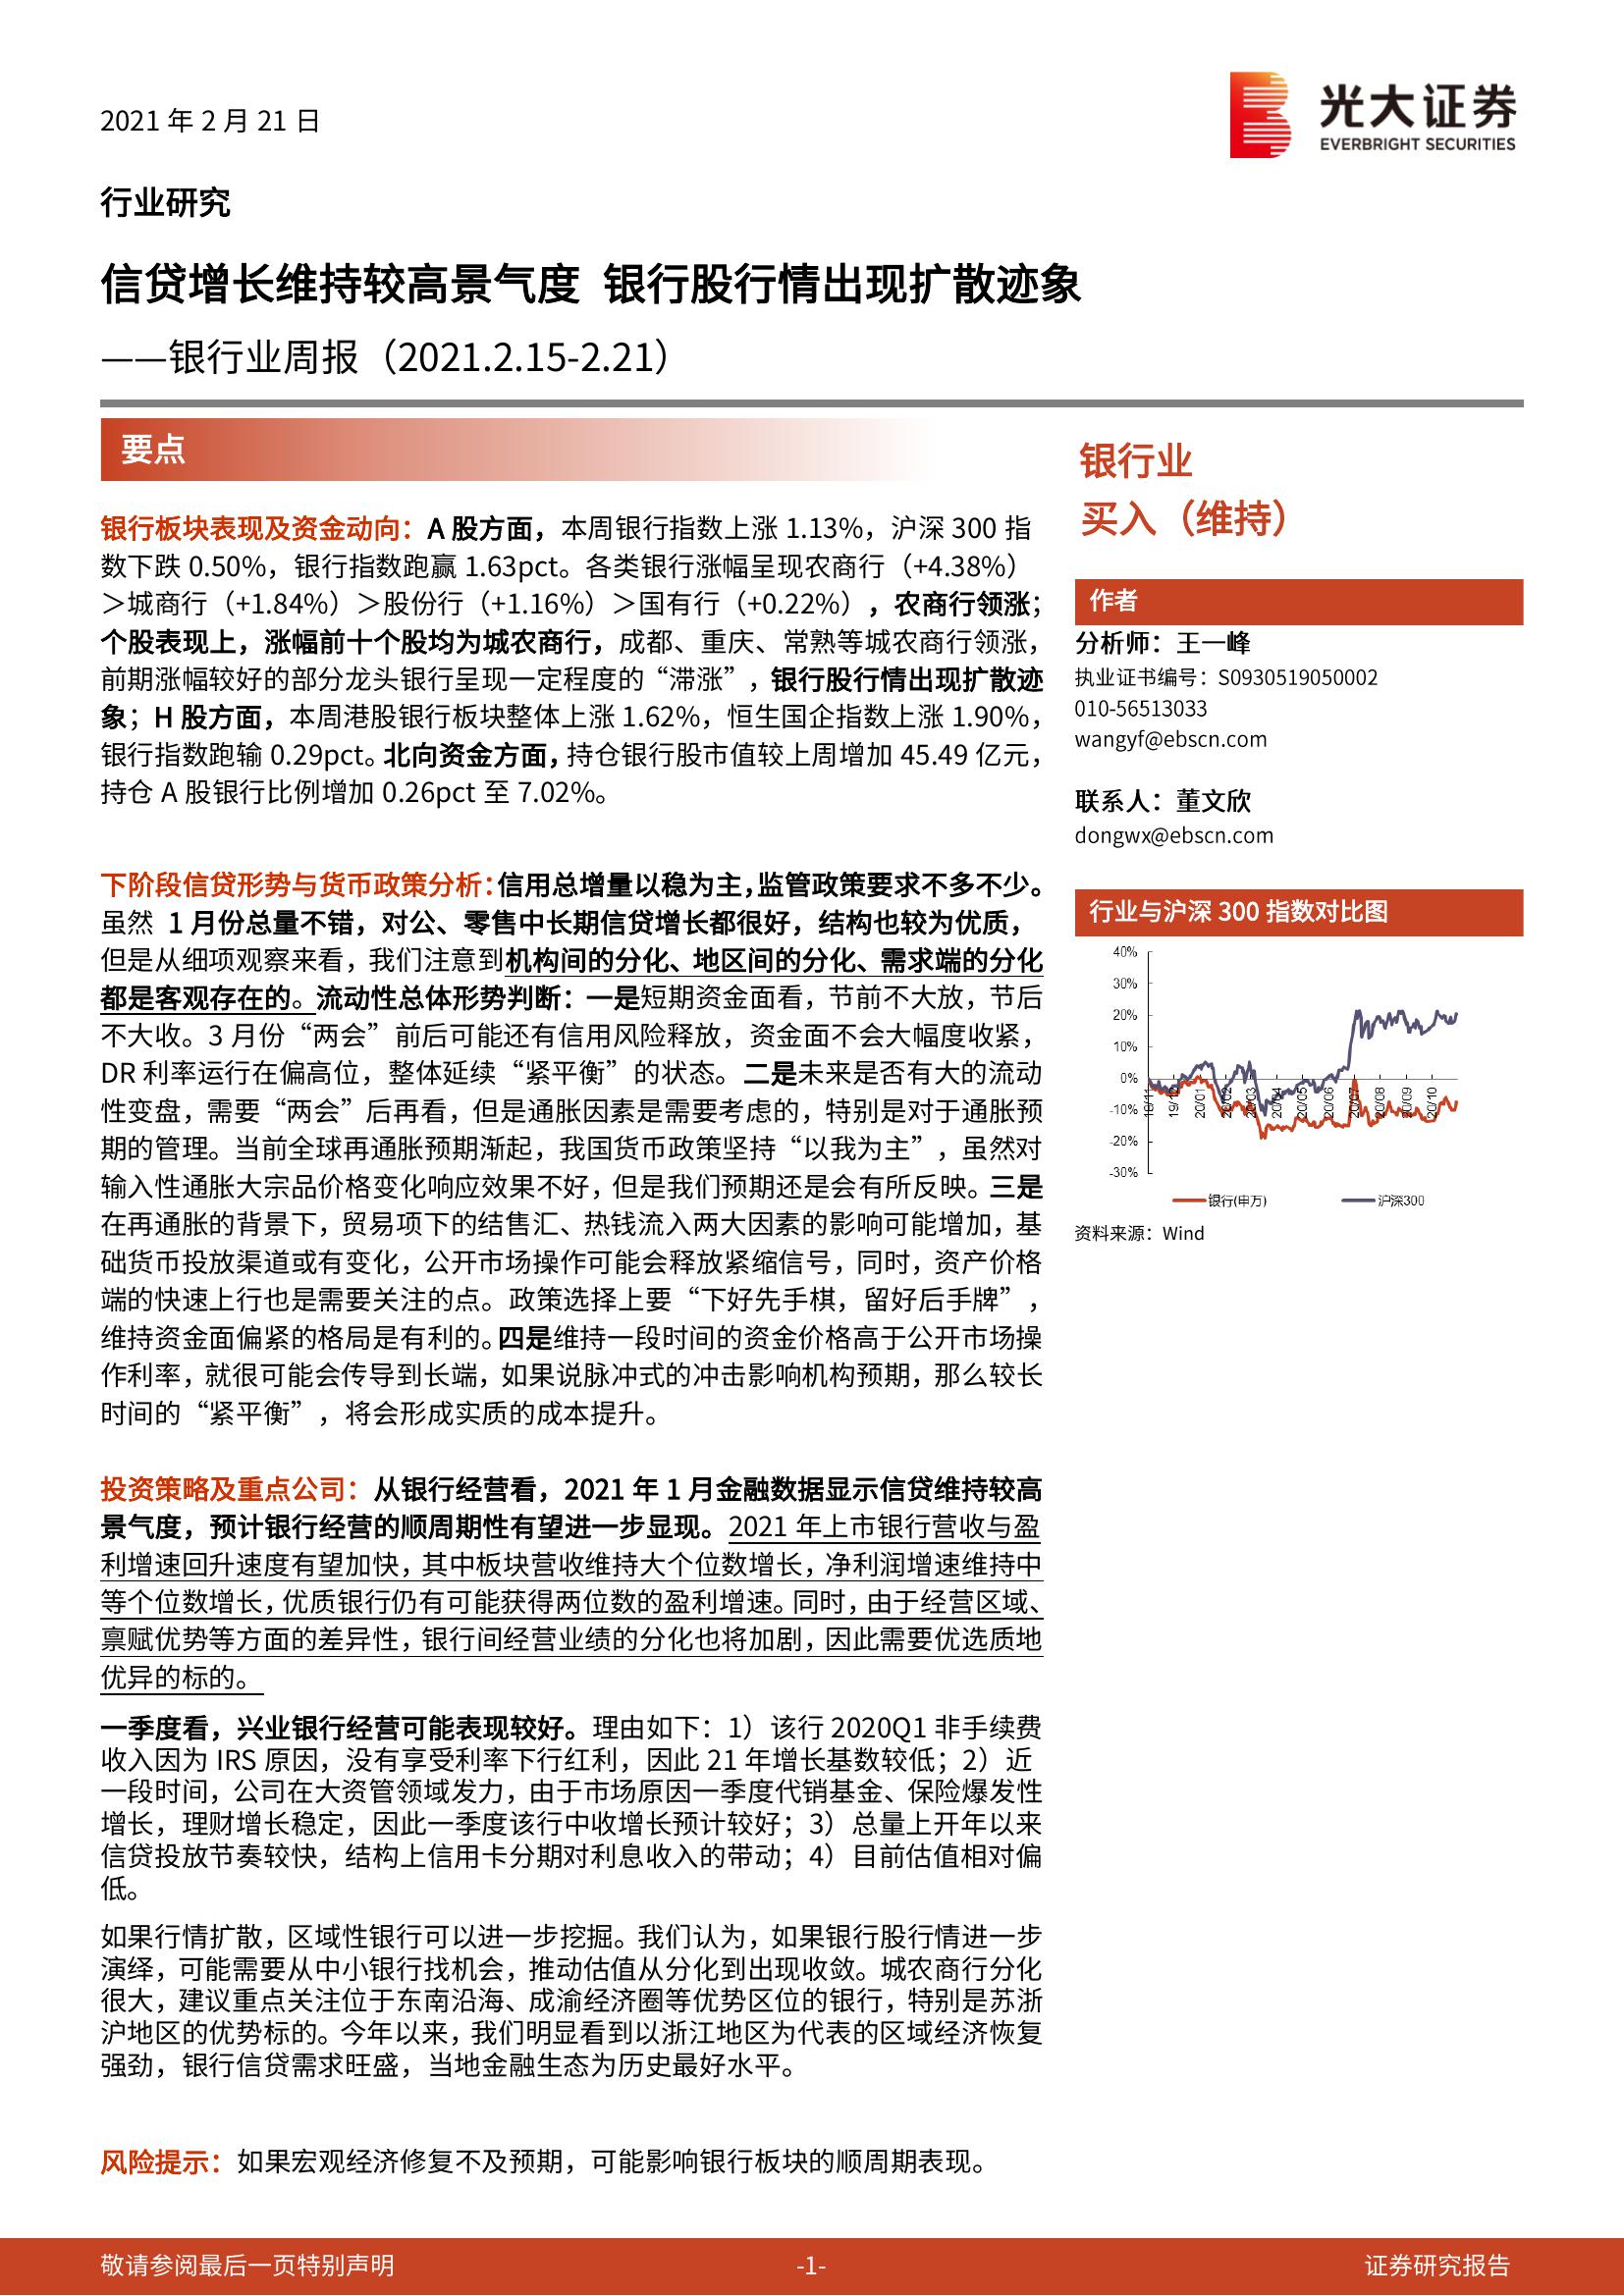 2021 年 2 月 21 日
光大证券
EVERBRIGHT SECURITIES
行业研究
信贷增长维持较高景气度 银行股行情出现扩散迹象
——银行业周报（2021.2.15-2.21）
要点
银行板块表现及资金动向：A 股方面，本周银行指数上涨 1.13%，沪深 300 指
数下跌 0.50%，银行指数跑赢 1.63pct。各类银行涨幅呈现农商行（+4.38%）
＞城商行（+1.84%）＞股份行（+1.16%）＞国有行（+0.22%），农商行领涨；
个股表现上，涨幅前十个股均为城农商行，成都、重庆、常熟等城农商行领涨，
前期涨幅较好的部分龙头银行呈现一定程度的“滞涨”，银行股行情出现扩散迹
象；H 股方面，本周港股银行板块整体上涨 1.62%，恒生国企指数上涨 1.90%，
银行指数跑输 0.29pct。北向资金方面，持仓银行股市值较上周增加 45.49 亿元，
持仓 A 股银行比例增加 0.26pct 至 7.02%。
下阶段信贷形势与货币政策分析：信用总增量以稳为主，监管政策要求不多不少。
虽然 1 月份总量不错，对公、零售中长期信贷增长都很好，结构也较为优质，
但是从细项观察来看，我们注意到机构间的分化、地区间的分化、需求端的分化
都是客观存在的。流动性总体形势判断：一是短期资金面看，节前不大放，节后
不大收。3 月份“两会”前后可能还有信用风险释放，资金面不会大幅度收紧，
DR 利率运行在偏高位，整体延续“紧平衡”的状态。二是未来是否有大的流动
性变盘，需要“两会”后再看，但是通胀因素是需要考虑的，特别是对于通胀预
期的管理。当前全球再通胀预期渐起，我国货币政策坚持“以我为主”，虽然对
输入性通胀大宗品价格变化响应效果不好，但是我们预期还是会有所反映。三是
在再通胀的背景下，贸易项下的结售汇、热钱流入两大因素的影响可能增加，基
础货币投放渠道或有变化，公开市场操作可能会释放紧缩信号，同时，资产价格
端的快速上行也是需要关注的点。政策选择上要“下好先手棋，留好后手牌”，
维持资金面偏紧的格局是有利的。四是维持一段时间的资金价格高于公开市场操
作利率，就很可能会传导到长端，如果说脉冲式的冲击影响机构预期，那么较长
时间的“紧平衡”，将会形成实质的成本提升。
投资策略及重点公司：从银行经营看，2021 年 1 月金融数据显示信贷维持较高
景气度，预计银行经营的顺周期性有望进一步显现。2021 年上市银行营收与盈
利增速回升速度有望加快，其中板块营收维持大个位数增长，净利润增速维持中
等个位数增长，优质银行仍有可能获得两位数的盈利增速。同时，由于经营区域、
禀赋优势等方面的差异性，银行间经营业绩的分化也将加剧，因此需要优选质地
优异的标的。
一季度看，兴业银行经营可能表现较好。理由如下：1）该行 2020Q1 非手续费
收入因为 IRS 原因，没有享受利率下行红利，因此 21 年增长基数较低；2）近
一段时间，公司在大资管领域发力，由于市场原因一季度代销基金、保险爆发性
增长，理财增长稳定，因此一季度该行中收增长预计较好；3）总量上开年以来
信贷投放节奏较快，结构上信用卡分期对利息收入的带动；4）目前估值相对偏
低。
如果行情扩散，区域性银行可以进一步挖掘。我们认为，如果银行股行情进一步
演绎，可能需要从中小银行找机会，推动估值从分化到出现收敛。城农商行分化
很大，建议重点关注位于东南沿海、成渝经济圈等优势区位的银行，特别是苏浙
沪地区的优势标的。今年以来，我们明显看到以浙江地区为代表的区域经济恢复
强劲，银行信贷需求旺盛，当地金融生态为历史最好水平。
风险提示：如果宏观经济修复不及预期，可能影响银行板块的顺周期表现。
银行业
买入（维持）
作者
分析师：王一峰
执业证书编号：S0930519050002
010-56513033
wangyf@ebscn.com
联系人：董文欣
dongwx@ebscn.com
行业与沪深 300 指数对比图
40%
30%
20%
10%
0%
-10%
-20%
-30%
19/11 19/12 20/01 20/02 20/03 20/04 20/05 20/06 20/07 20/08 20/09 20/10
银行(申万) 沪深300
资料来源：Wind
敬请参阅最后一页特别声明
-1-
证券研究报告